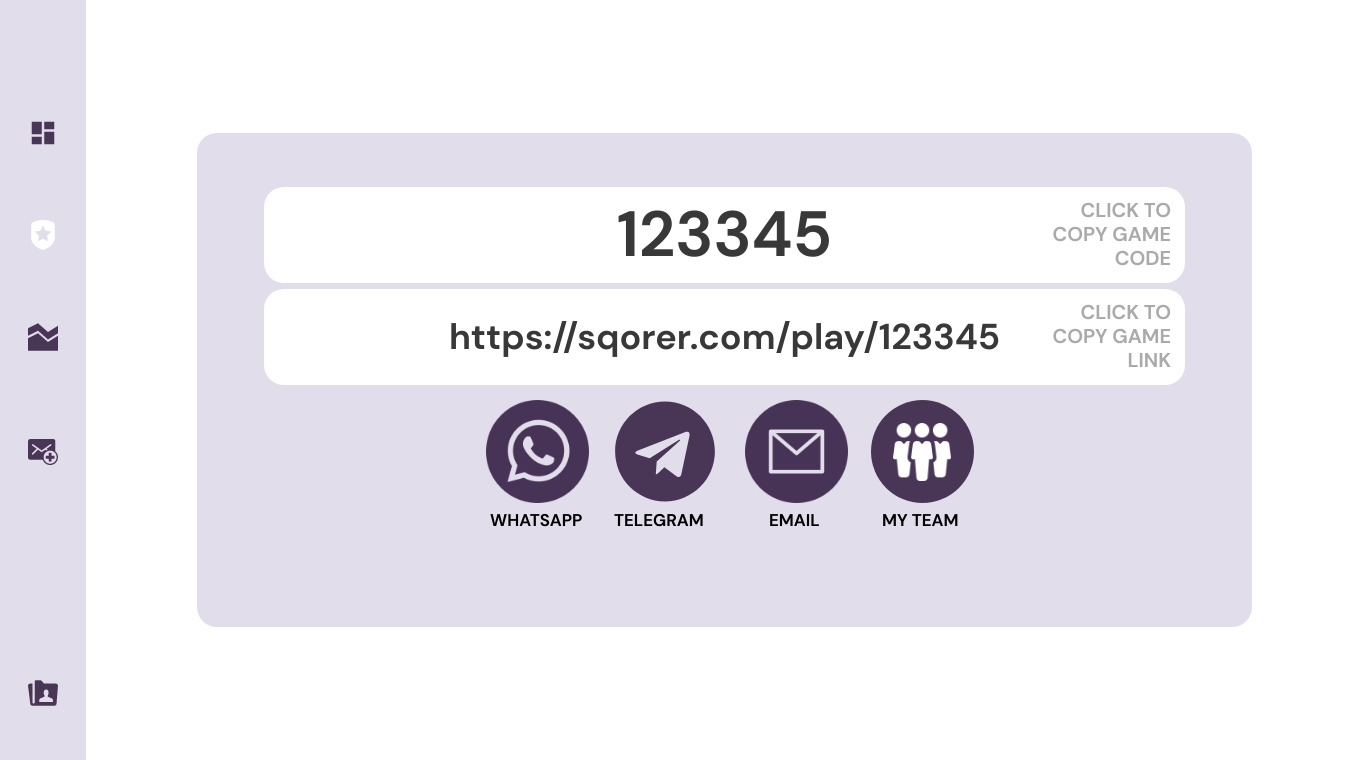 123345
CLICK TO
COPY GAME
CODE
https://sqorer.com/play/123345
CLICK TO
COPY GAME
LINK
WHATSAPP
TELEGRAM
EMAIL
MY TEAM